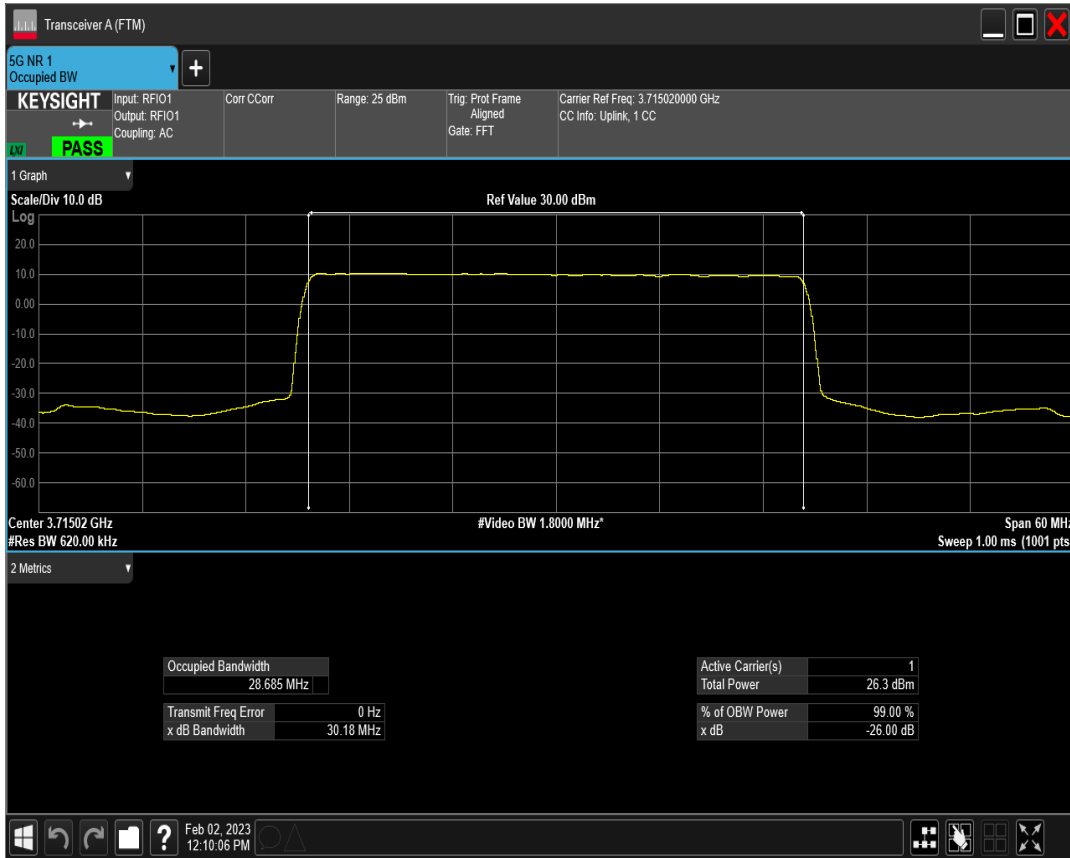 Transceiver A (FTM)
5G NR 1
Occupied BW
+
KEYSIGHT
LXI
PASS
Input: RFIO1
Output: RFIO1
Coupling: AC
Corr CCorr
Range: 25 dBm
Trig: Prot Frame
Aligned
Gate: FFT
Carrier Ref Freq: 3.715020000 GHz
CC Info: Uplink, 1 CC
1 Graph
Scale/Div 10.0 dB
Ref Value 30.00 dBm
Log
20.0
10.0
0.00
-10.0
-20.0
-30.0
-40.0
-50.0
-60.0
Center 3.71502 GHz
#Video BW 1.8000 MHz*
Span 60 MHz
#Res BW 620.00 kHz
Sweep 1.00 ms (1001 pts
2 Metrics
Occupied Bandwidth
28.685 MHz
Transmit Freq Error 0 Hz
x dB Bandwidth 30.18 MHz
Active Carrier(s) 1
Total Power 26.3 dBm
% of OBW Power 99.00 %
x dB -26.00 dB
?
Feb 02, 2023
12:10:06 PM